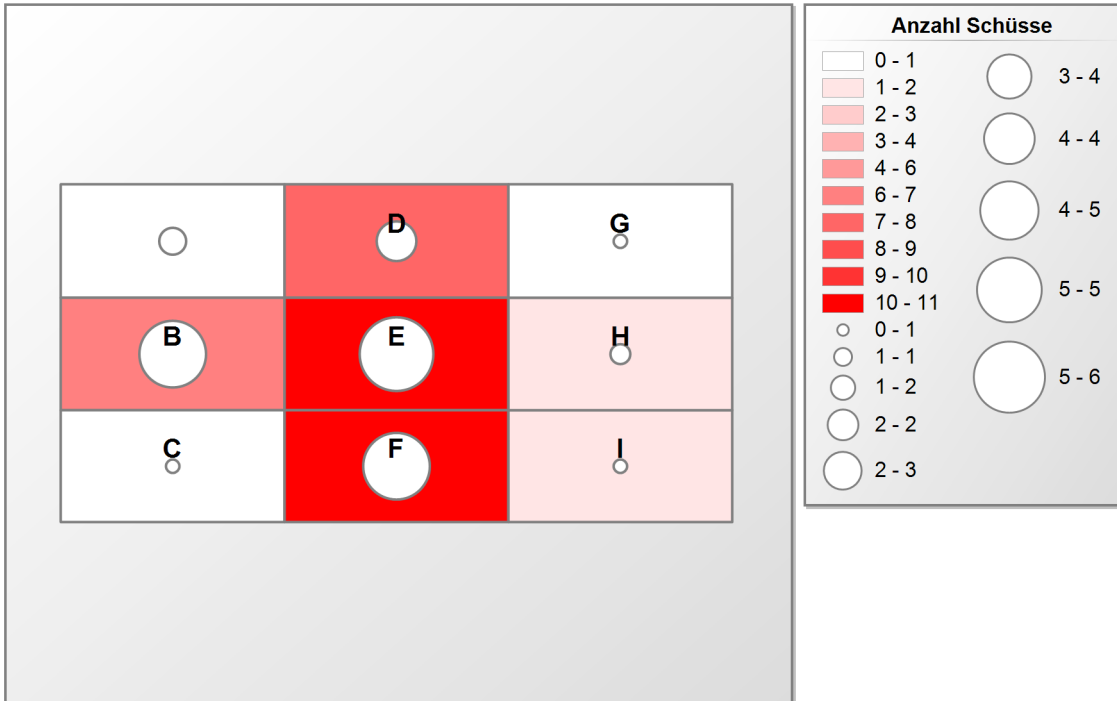 D
G
B
E
H
C
F
I
Anzahl Schüsse
0 - 1
1 - 2
2 - 3
3 - 4
4 - 6
6 - 7
7 - 8
8 - 9
9 - 10
10 - 11
0 - 1
1 - 1
1 - 2
2 - 2
2 - 3
3 - 4
4 - 4
4 - 5
5 - 5
5 - 6